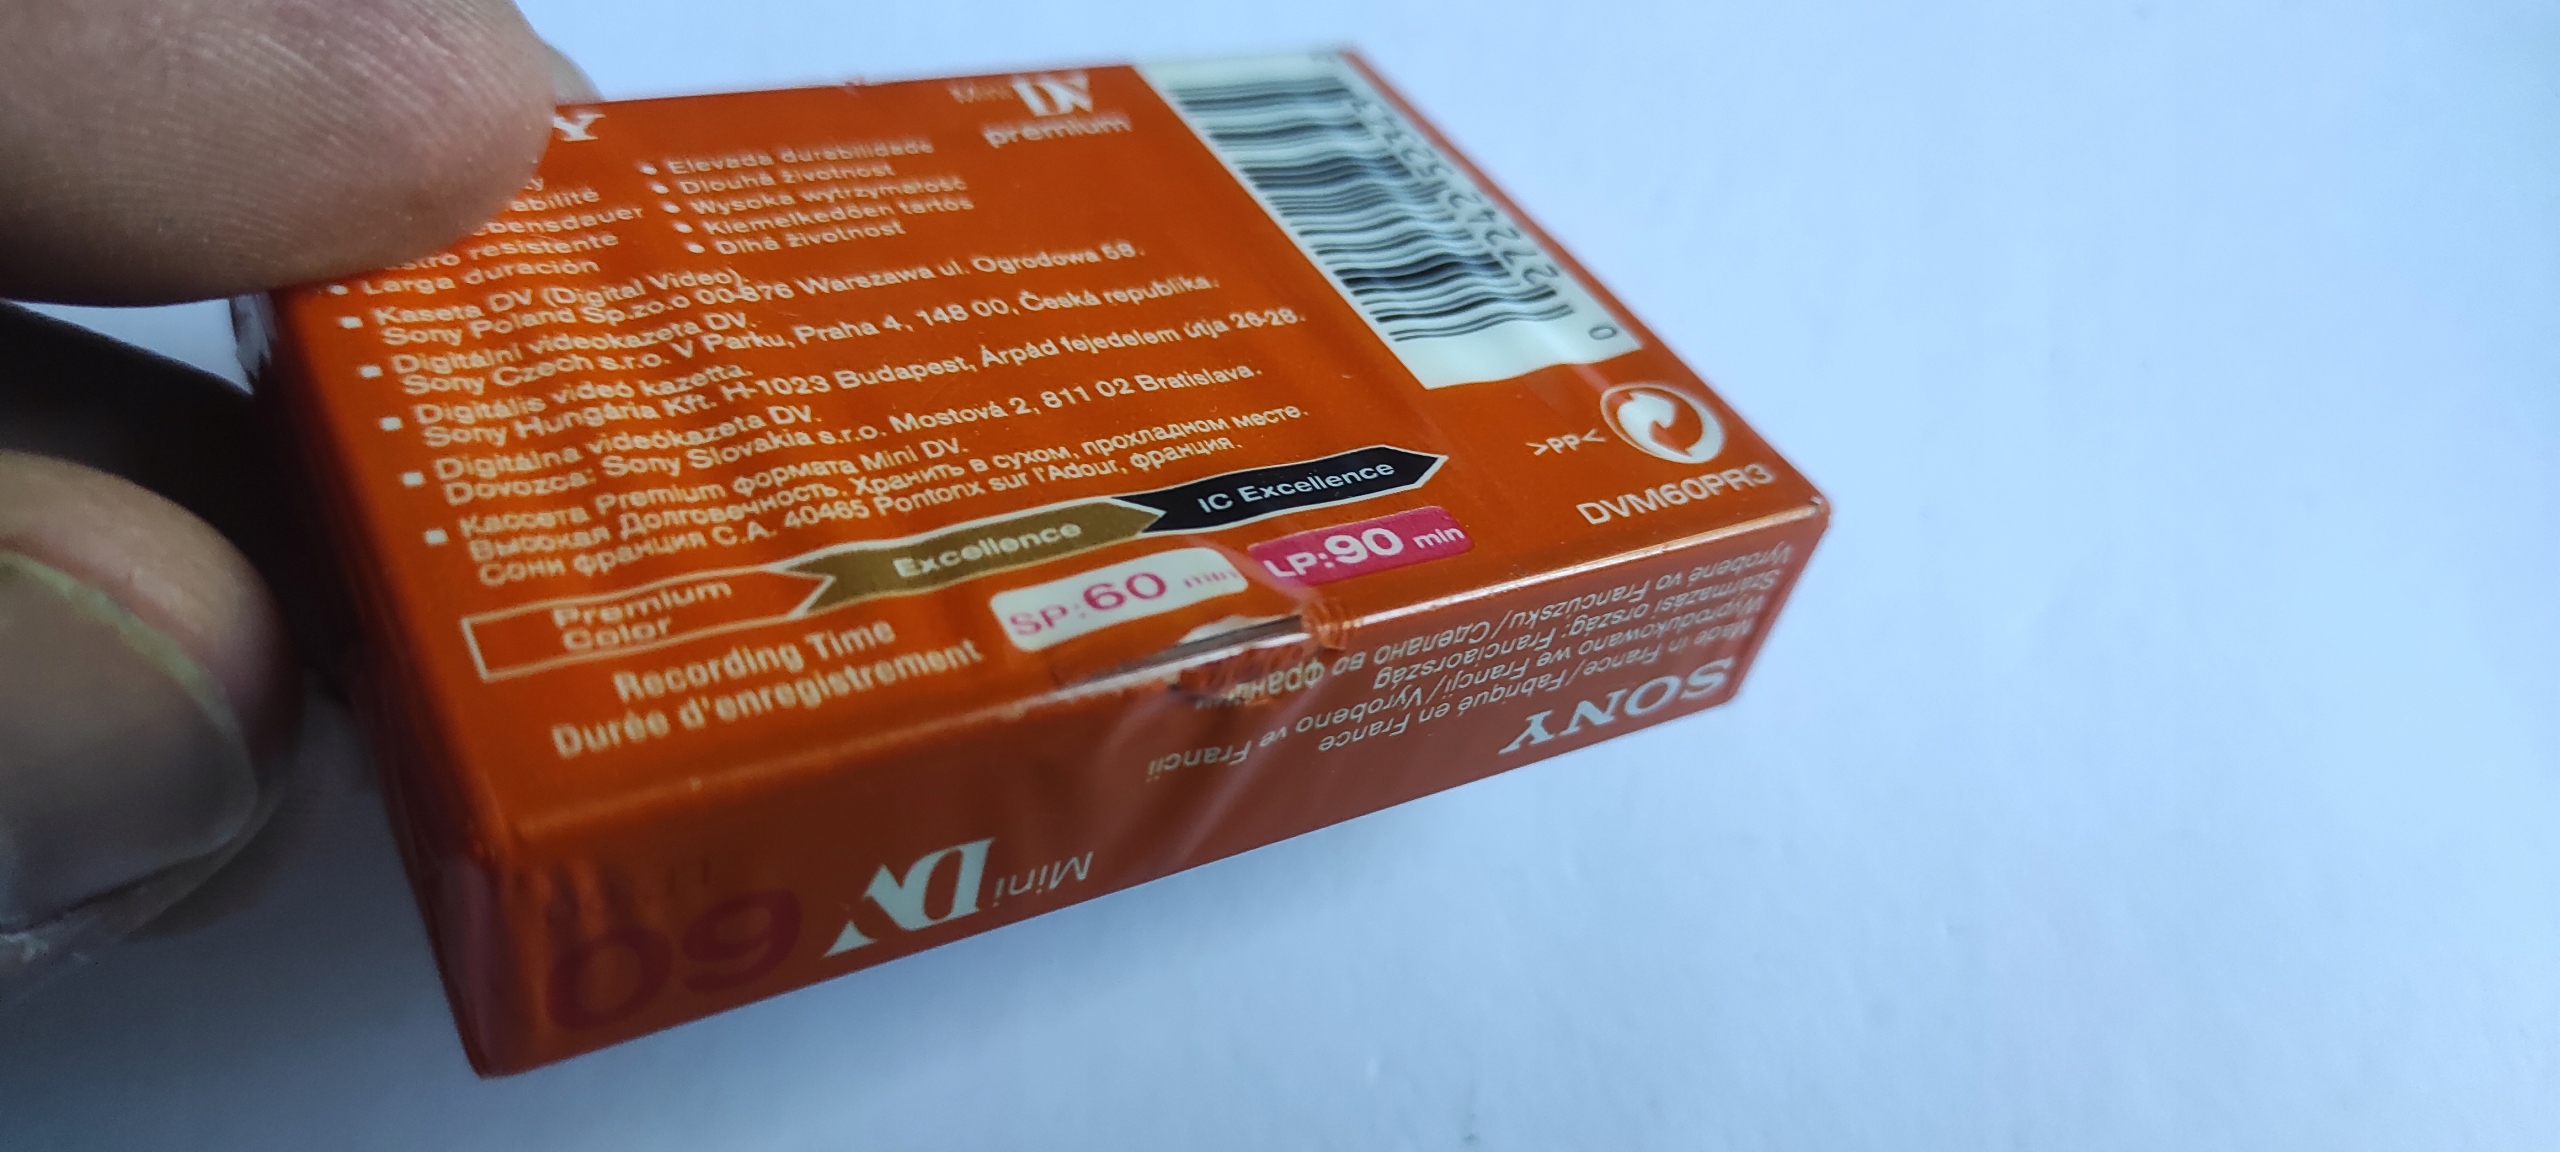 Mini DV
premium
• Elevada durabilidade
• Dlouhá životnost
• Wysoka wytrzymałość
• Kiemelkedően tartós
• Dlhá životnost
resistente
• Larga duración
▪ Kaseta DV (Digital Video).
Sony Poland Sp.zo.o 00-876 Warszawa ul. Ogrodowa 58.
▪ Digitální videokazeta DV.
Sony Czech s.r.o. V Parku, Praha 4, 148 00, Česká republika.
▪ Digitális videó kazetta.
Sony Hungária Kft. H-1023 Budapest, Árpád fejedelem útja 26-28.
▪ Digitálna videokazeta DV.
Dovozca: Sony Slovakia s.r.o. Mostová 2, 811 02 Bratislava.
▪ Кассета Premium формата Mini DV.
Высокая Долговечность. Хранить в сухом, прохладном месте.
Сони франция С.А. 40465 Pontonx sur l'Adour, франция.
Premium
Color
Excellence
IC Excellence
Recording Time
Durée d'enregistrement
SP:60 min
LP:90 min
0
>PP<
DVM60PR3
SONY
Made in France/Fabriqué en France
Wyprodukowano we Francji/Vyrobeno ve Francii
Származási ország: Franciaország
Vyrobené vo Francúzsku/Сделано во франции
Mini DV
60